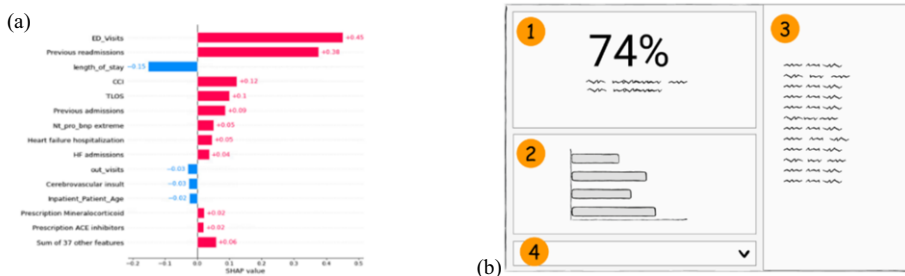 (a)
ED_Visits +0.45
Previous readmissions +0.38
length_of_stay −0.15
CCI +0.12
TLOS +0.1
Previous admissions +0.09
Nt_pro_bnp extreme +0.05
Heart failure hospitalization +0.05
HF admissions +0.04
out_visits −0.03
Cerebrovascular insult −0.03
Inpatient_Patient_Age −0.02
Prescription Mineralocorticoid +0.02
Prescription ACE inhibitors +0.02
Sum of 37 other features +0.06
−0.2 −0.1 0.0 0.1 0.2 0.3 0.4 0.5
SHAP value
(b)
1
74%
2
3
4